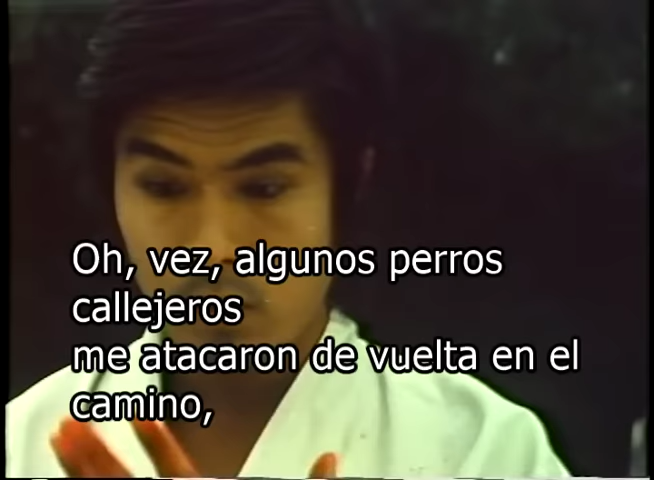 Oh, vez, algunos perros
callejeros
me atacaron de vuelta en el
camino,